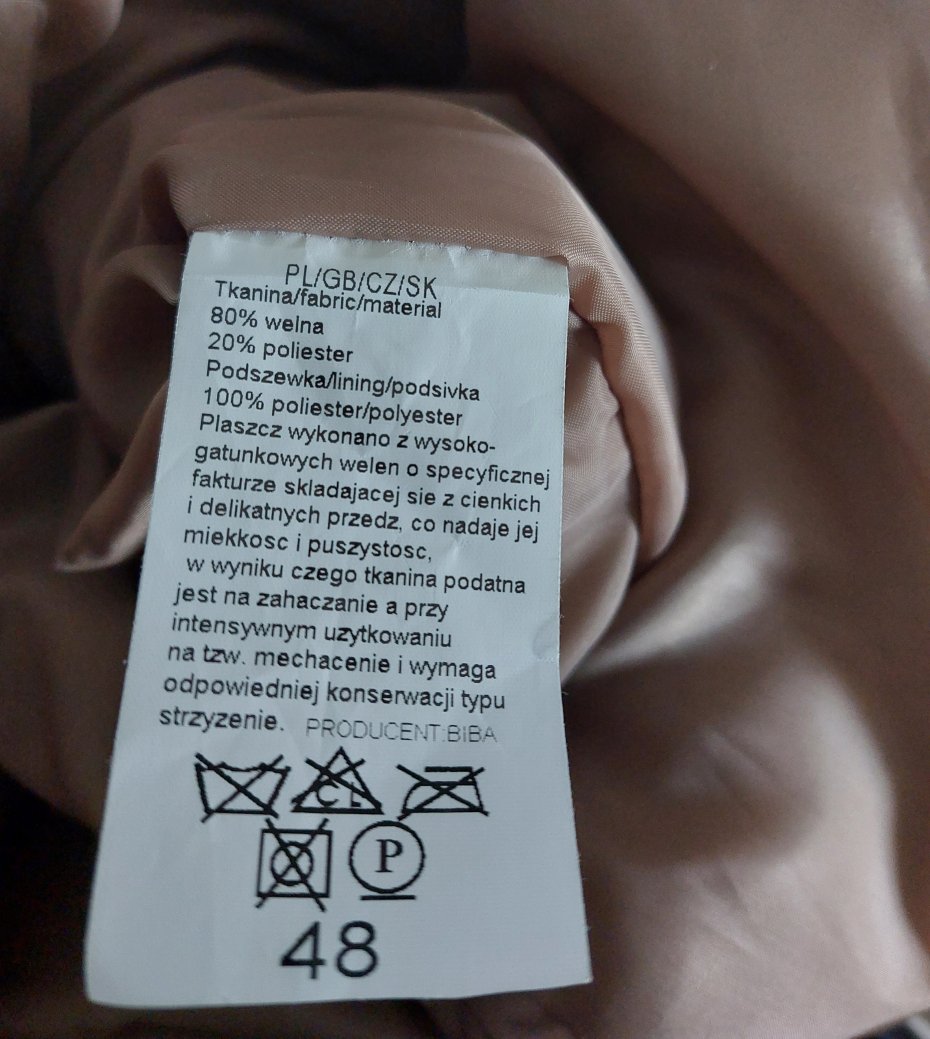 PL/GB/CZ/SK
Tkanina/fabric/material
80% welna
20% poliester
Podszewka/lining/podsivka
100% poliester/polyester
Plaszcz wykonano z wysoko-
gatunkowych welen o specyficznej
fakturze skladajacej sie z cienkich
i delikatnych przedz, co nadaje jej
miekkosc i puszystosc,
w wyniku czego tkanina podatna
jest na zahaczanie a przy
intensywnym uzytkowaniu
na tzw. mechacenie i wymaga
odpowiedniej konserwacji typu
strzyzenie. PRODUCENT:BiBA
CL
P
48